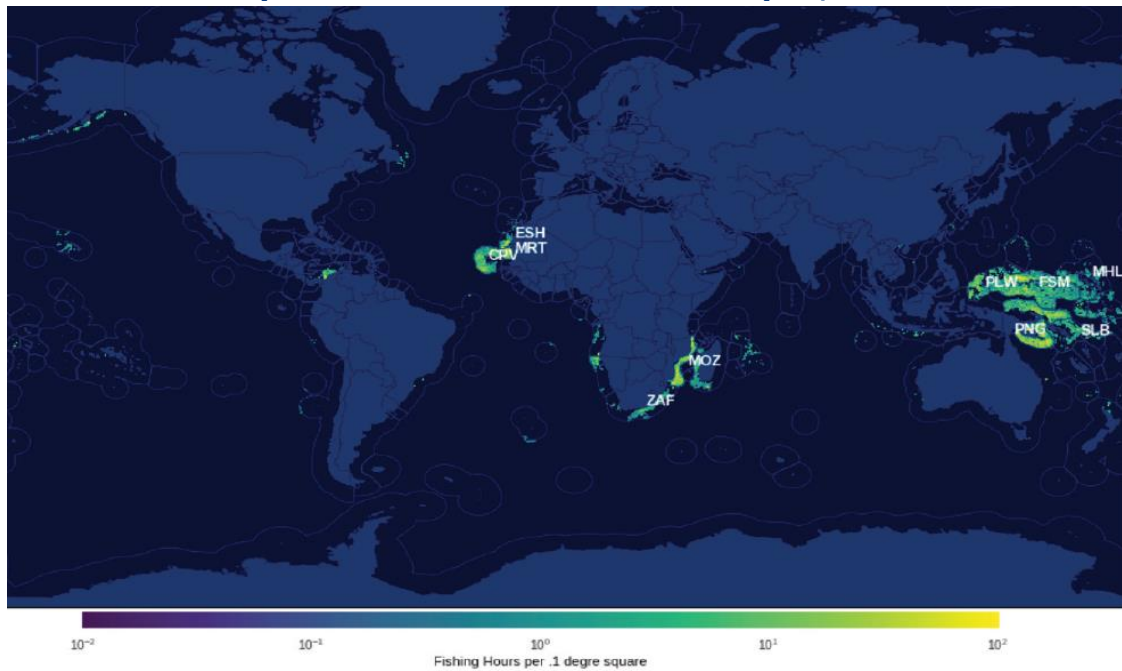 ESH
MRT
CPV
MHL
PLW FSM
PNG SLB
MOZ
ZAF
10⁻² 10⁻¹ 10⁰ 10¹ 10²
Fishing Hours per .1 degre square